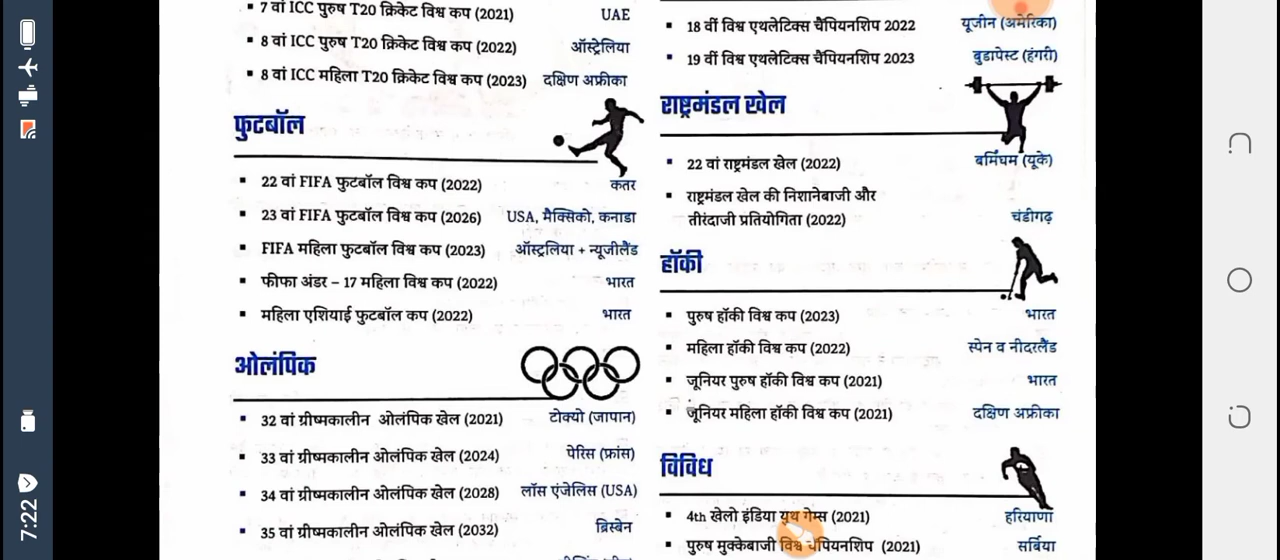 7 वां ICC पुरुष T20 क्रिकेट विश्व कप (2021) UAE
8 वां ICC पुरुष T20 क्रिकेट विश्व कप (2022) ऑस्ट्रेलिया
8 वां ICC महिला T20 क्रिकेट विश्व कप (2023) दक्षिण अफ्रीका
फुटबॉल
22 वां FIFA फुटबॉल विश्व कप (2022) कतर
23 वां FIFA फुटबॉल विश्व कप (2026) USA, मैक्सिको, कनाडा
FIFA महिला फुटबॉल विश्व कप (2023) ऑस्ट्रलिया + न्यूजीलैंड
फीफा अंडर – 17 महिला विश्व कप (2022) भारत
महिला एशियाई फुटबॉल कप (2022) भारत
ओलंपिक
32 वां ग्रीष्मकालीन ओलंपिक खेल (2021) टोक्यो (जापान)
33 वां ग्रीष्मकालीन ओलंपिक खेल (2024) पेरिस (फ्रांस)
34 वां ग्रीष्मकालीन ओलंपिक खेल (2028) लॉस एंजेलिस (USA)
35 वां ग्रीष्मकालीन ओलंपिक खेल (2032) ब्रिस्बेन
18 वीं विश्व एथलेटिक्स चैंपियनशिप 2022 यूजीन (अमेरिका)
19 वीं विश्व एथलेटिक्स चैंपियनशिप 2023 बुडापेस्ट (हंगरी)
राष्ट्रमंडल खेल
22 वां राष्ट्रमंडल खेल (2022) बर्मिंघम (यूके)
राष्ट्रमंडल खेल की निशानेबाजी और
तीरंदाजी प्रतियोगिता (2022) चंडीगढ़
हॉकी
पुरुष हॉकी विश्व कप (2023) भारत
महिला हॉकी विश्व कप (2022) स्पेन व नीदरलैंड
जूनियर पुरुष हॉकी विश्व कप (2021) भारत
जूनियर महिला हॉकी विश्व कप (2021) दक्षिण अफ्रीका
विविध
4th खेलो इंडिया यूथ गेम्स (2021) हरियाणा
पुरुष मुक्केबाजी विश्व चैंपियनशिप (2021) सर्बिया
7:22